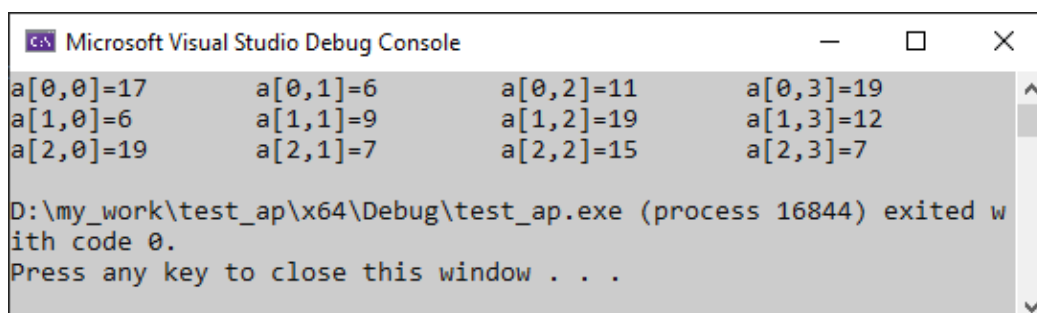 Microsoft Visual Studio Debug Console
a[0,0]=17 a[0,1]=6 a[0,2]=11 a[0,3]=19
a[1,0]=6 a[1,1]=9 a[1,2]=19 a[1,3]=12
a[2,0]=19 a[2,1]=7 a[2,2]=15 a[2,3]=7
D:\my_work\test_ap\x64\Debug\test_ap.exe (process 16844) exited w
ith code 0.
Press any key to close this window . . .